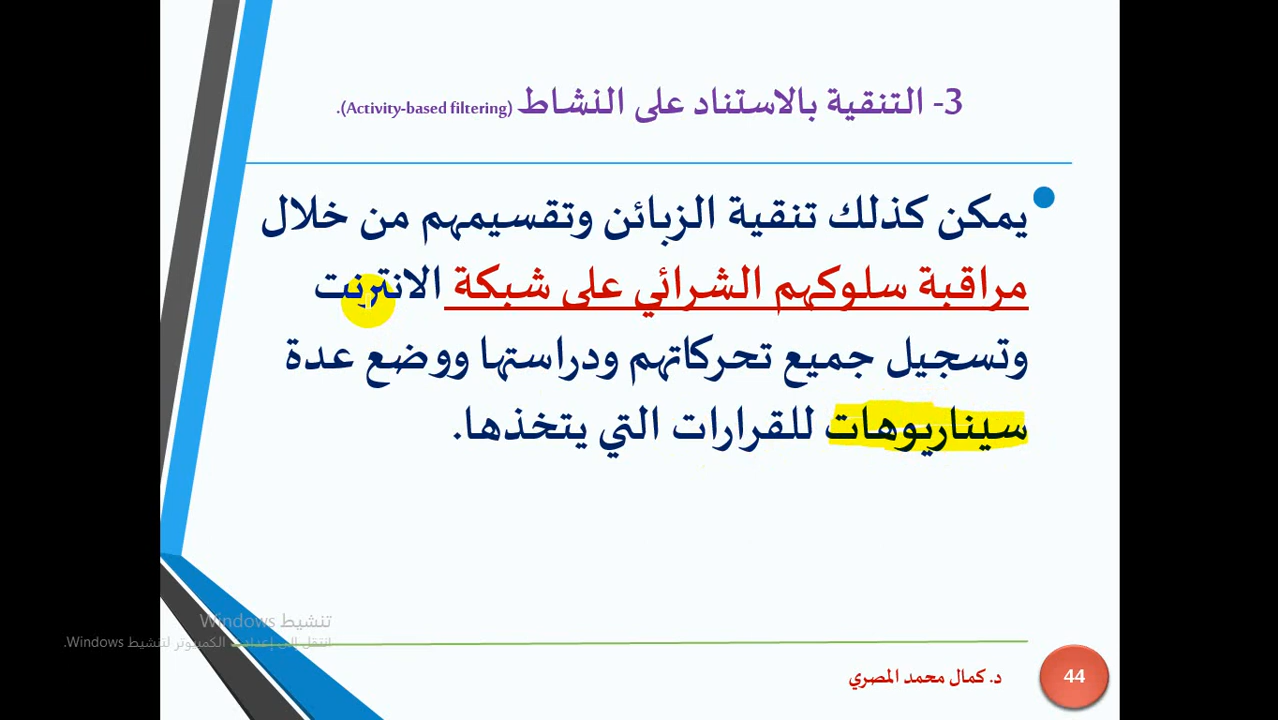 3- التنقية بالاستناد على النشاط (Activity-based filtering).
يمكن كذلك تنقية الزبائن وتقسيمهم من خلال
مراقبة سلوكهم الشرائي على شبكة الانترنت
وتسجيل جميع تحركاتهم ودراستها ووضع عدة
سيناريوهات للقرارات التي يتخذها.
تنشيط Windows
انتقل إلى إعدادات الكمبيوتر لتنشيط Windows.
د. كمال محمد المصري
44